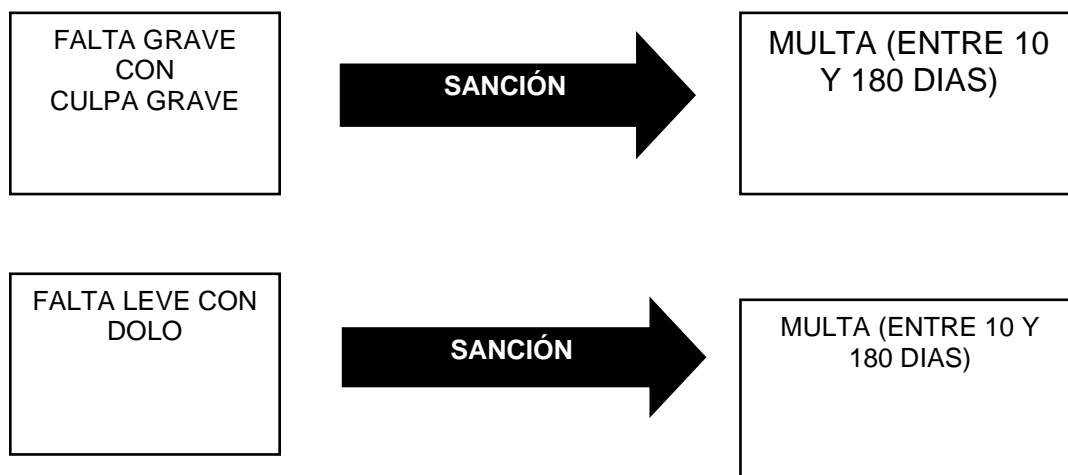 FALTA GRAVE
CON
CULPA GRAVE
SANCIÓN
MULTA (ENTRE 10
Y 180 DIAS)
FALTA LEVE CON
DOLO
SANCIÓN
MULTA (ENTRE 10 Y
180 DIAS)